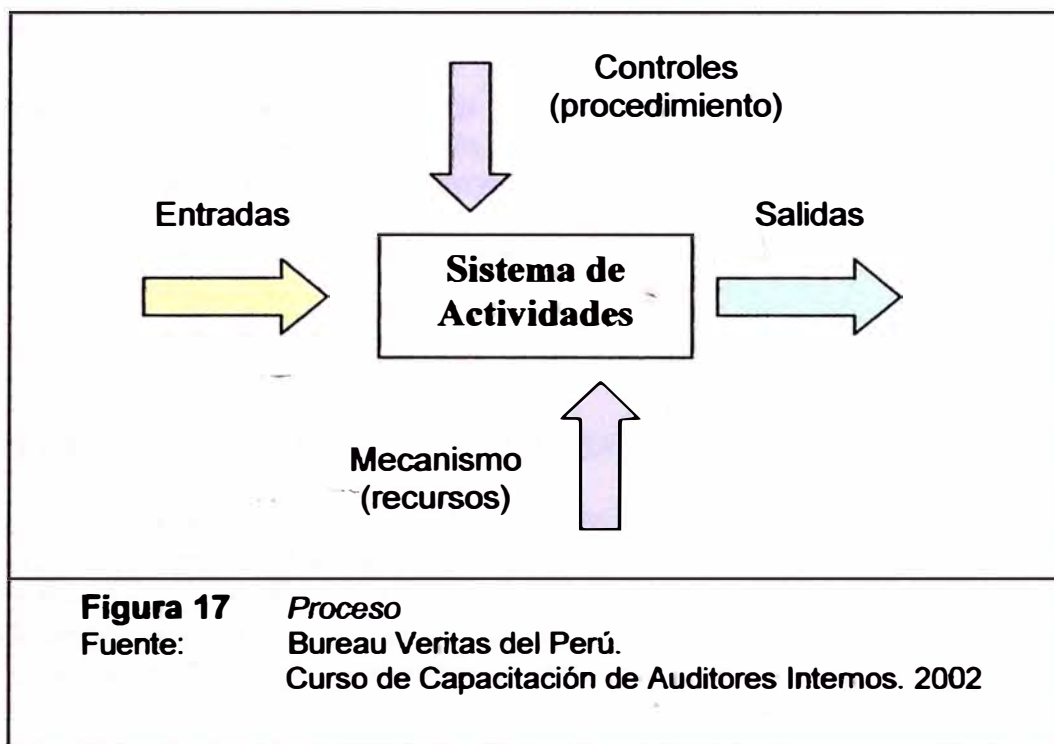 Controles
(procedimiento)
Entradas
Salidas
Sistema de
Actividades
Mecanismo
(recursos)
Figura 17 Proceso
Fuente: Bureau Veritas del Perú.
Curso de Capacitación de Auditores Internos. 2002